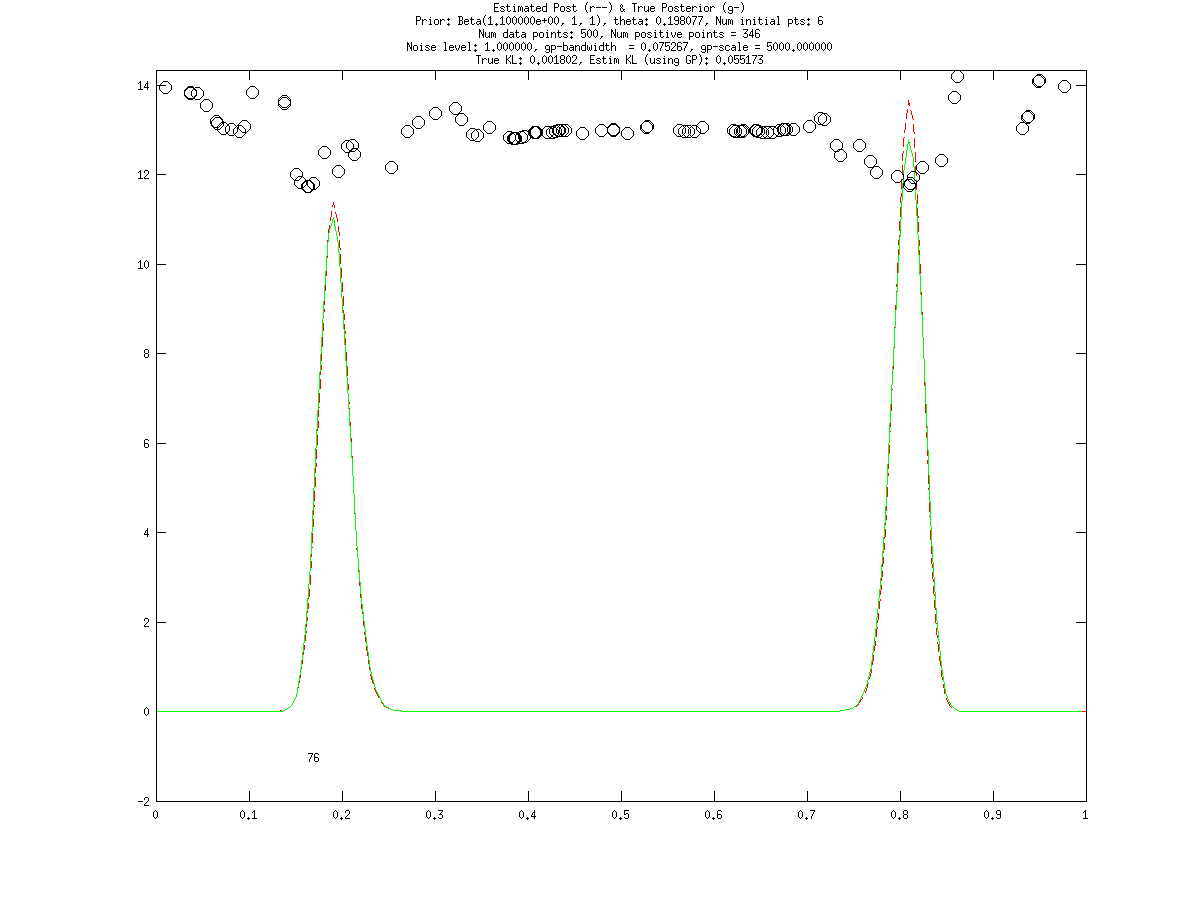 Estimated Post (r--) & True Posterior (g-)
Prior: Beta(1.100000e+00, 1, 1), theta: 0.198077, Num initial pts: 6
Num data points: 500, Num positive points = 346
Noise level: 1.000000, gp-bandwidth  = 0.075267, gp-scale = 5000.000000
True KL: 0.001802, Estim KL (using GP): 0.055173
14
12
10
8
6
4
2
0
76
-2
0 0.1 0.2 0.3 0.4 0.5 0.6 0.7 0.8 0.9 1